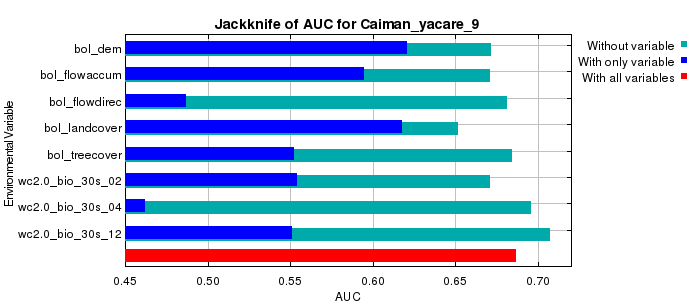 Jackknife of AUC for Caiman_yacare_9
Environmental Variable
bol_dem
bol_flowaccum
bol_flowdirec
bol_landcover
bol_treecover
wc2.0_bio_30s_02
wc2.0_bio_30s_04
wc2.0_bio_30s_12
Without variable
With only variable
With all variables
0.45 0.50 0.55 0.60 0.65 0.70
AUC